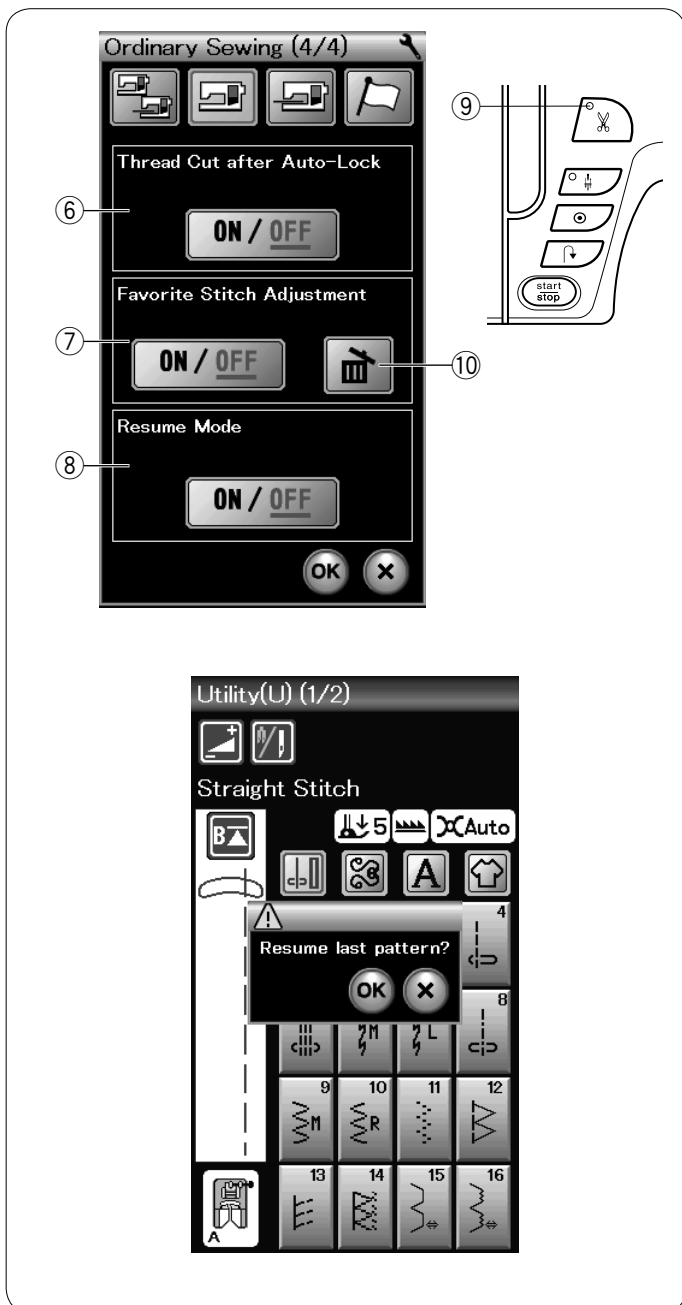 Ordinary Sewing (4/4)
⑨
Thread Cut after Auto-Lock
⑥
ON / OFF
Favorite Stitch Adjustment
⑦
ON / OFF
⑩
start
stop
Resume Mode
⑧
ON / OFF
OK
Utility(U) (1/2)
Straight Stitch
B 5 Auto
A
4
Resume last pattern?
OK
8
M L
9 10 11 12
M R
13 14 15 16
A